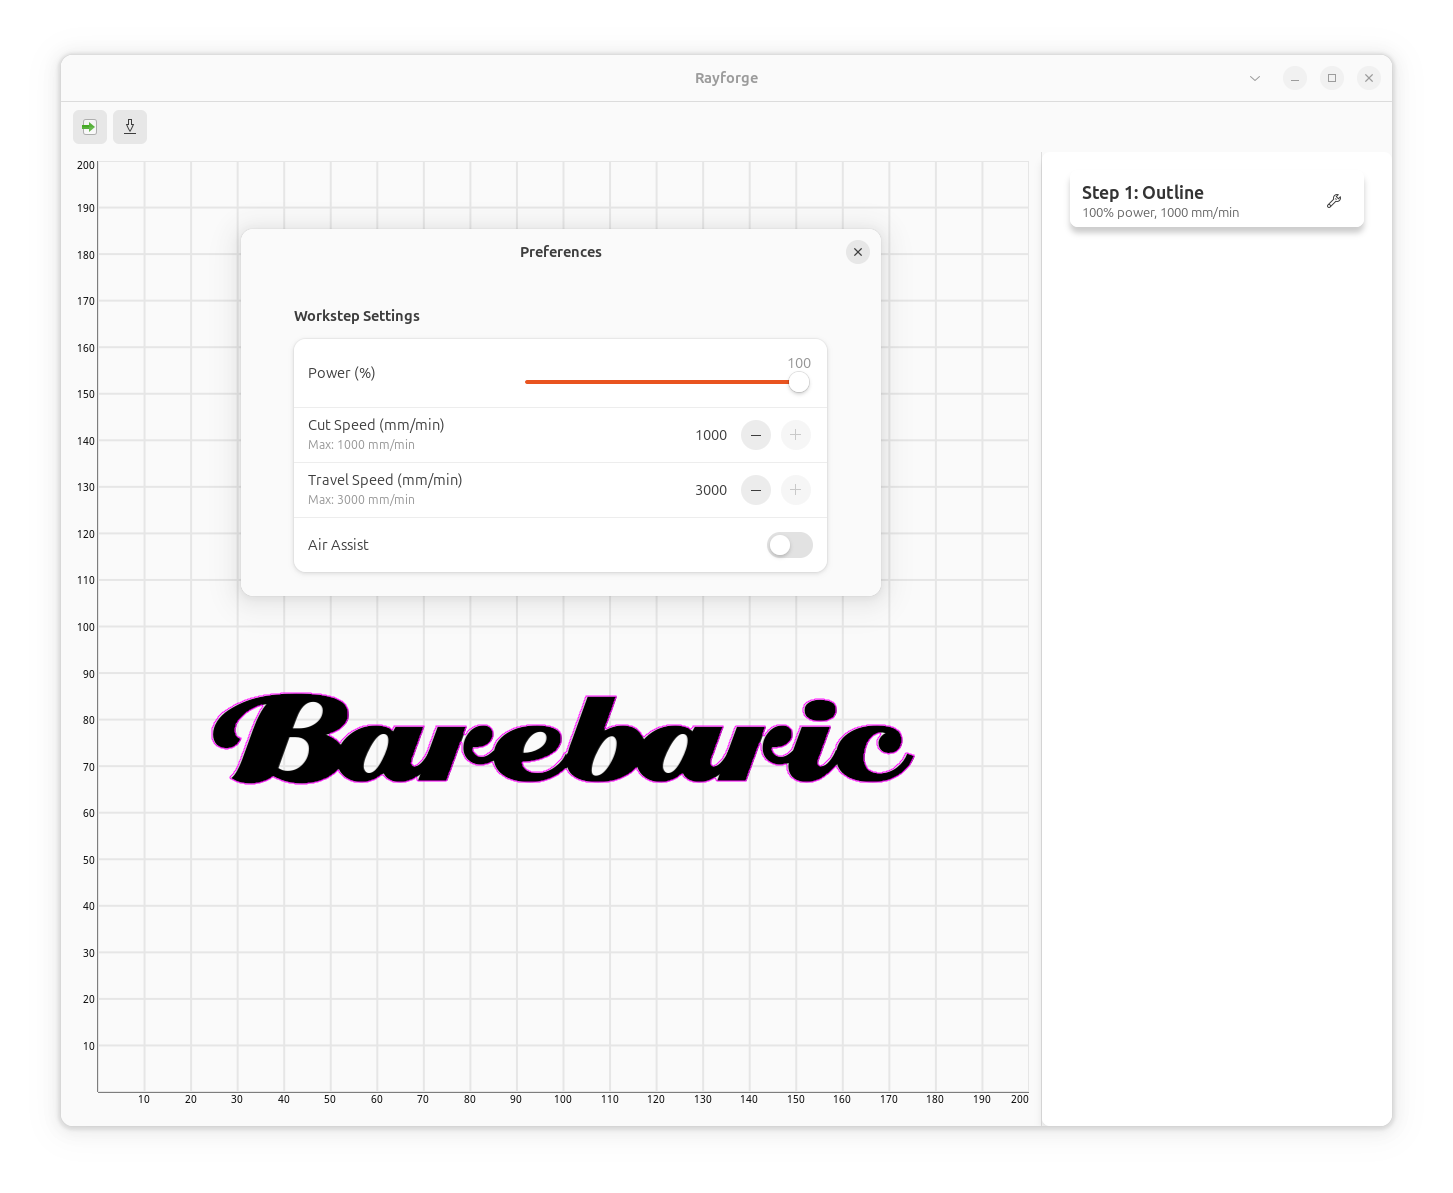 Rayforge
200
190
180
170
160
150
140
130
120
110
100
90
80
70
60
50
40
30
20
10
10 20 30 40 50 60 70 80 90 100 110 120 130 140 150 160 170 180 190 200
Preferences
Workstep Settings
Power (%)
100
Cut Speed (mm/min)
Max: 1000 mm/min
1000
Travel Speed (mm/min)
Max: 3000 mm/min
3000
Air Assist
Barebaric
Step 1: Outline
100% power, 1000 mm/min